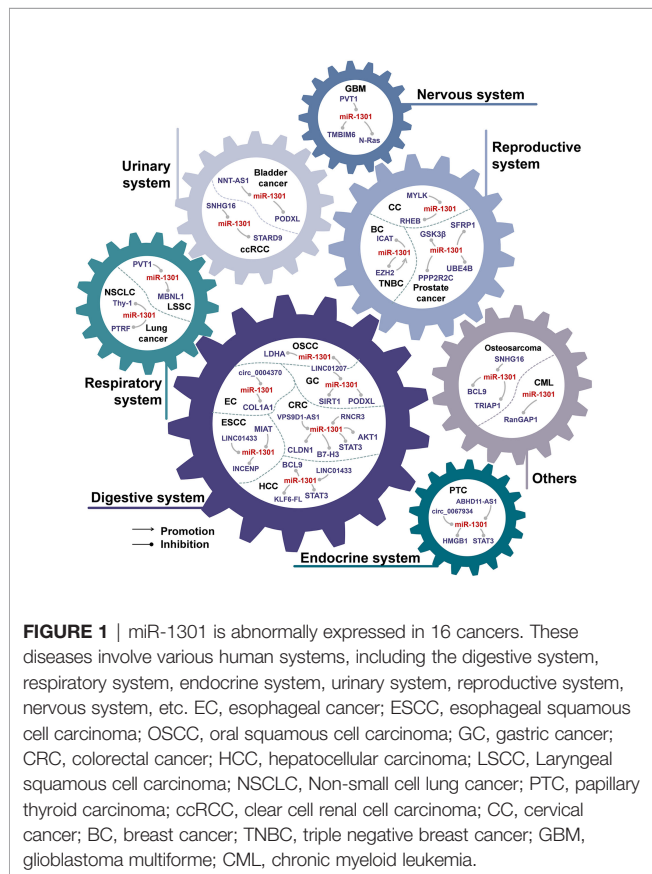 GBM
PVT1
miR-1301
TMBIM6
N-Ras
Nervous system
Urinary
system
Bladder
cancer
NNT-AS1
miR-1301
PODXL
SNHG16
miR-1301
STARD9
ccRCC
Reproductive
system
MYLK
CC
miR-1301
RHEB
BC
ICAT
miR-1301
EZH2
TNBC
GSK3β
SFRP1
miR-1301
UBE4B
PPP2R2C
Prostate
cancer
PVT1
miR-1301
MBNL1
LSSC
NSCLC
Thy-1
miR-1301
PTRF
Lung
cancer
Respiratory
system
OSCC
LDHA
miR-1301
LINC01207
GC
miR-1301
SIRT1
PODXL
circ_0004370
miR-1301
EC
COL1A1
CRC
VPS9D1-AS1
RNCR3
miR-1301
AKT1
STAT3
B7-H3
CLDN1
ESCC
MIAT
LINC01433
miR-1301
INCENP
BCL9
LINC01433
miR-1301
HCC
KLF6-FL
STAT3
Digestive system
Osteosarcoma
SNHG16
miR-1301
BCL9
TRIAP1
CML
miR-1301
RanGAP1
Others
PTC
ABHD11-AS1
circ_0067934
miR-1301
HMGB1
STAT3
Endocrine system
Promotion
Inhibition
FIGURE 1 | miR-1301 is abnormally expressed in 16 cancers. These
diseases involve various human systems, including the digestive system,
respiratory system, endocrine system, urinary system, reproductive system,
nervous system, etc. EC, esophageal cancer; ESCC, esophageal squamous
cell carcinoma; OSCC, oral squamous cell carcinoma; GC, gastric cancer;
CRC, colorectal cancer; HCC, hepatocellular carcinoma; LSCC, Laryngeal
squamous cell carcinoma; NSCLC, Non-small cell lung cancer; PTC, papillary
thyroid carcinoma; ccRCC, clear cell renal cell carcinoma; CC, cervical
cancer; BC, breast cancer; TNBC, triple negative breast cancer; GBM,
glioblastoma multiforme; CML, chronic myeloid leukemia.